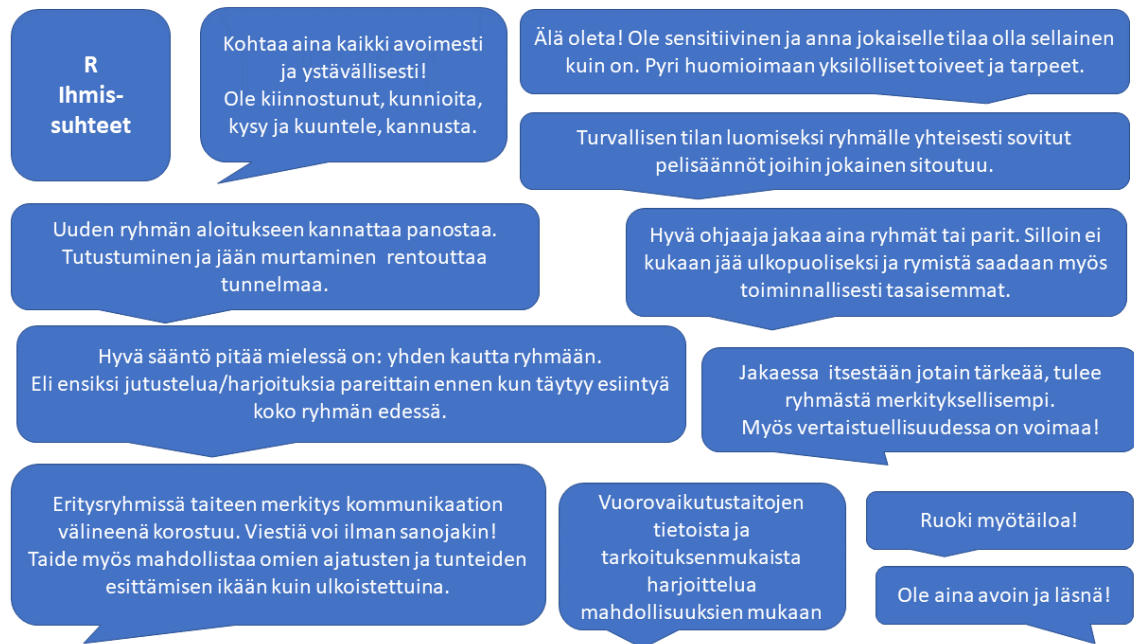 R
Ihmis-
suhteet
Kohtaa aina kaikki avoimesti
ja ystävällisesti!
Ole kiinnostunut, kunnioita,
kysy ja kuuntele, kannusta.
Älä oleta! Ole sensitiivinen ja anna jokaiselle tilaa olla sellainen
kuin on. Pyri huomioimaan yksilölliset toiveet ja tarpeet.
Turvallisen tilan luomiseksi ryhmälle yhteisesti sovitut
pelisäännöt joihin jokainen sitoutuu.
Uuden ryhmän aloitukseen kannattaa panostaa.
Tutustuminen ja jään murtaminen rentouttaa
tunnelmaa.
Hyvä ohjaaja jakaa aina ryhmät tai parit. Silloin ei
kukaan jää ulkopuoliseksi ja rymistä saadaan myös
toiminnallisesti tasaisemmat.
Hyvä sääntö pitää mielessä on: yhden kautta ryhmään.
Eli ensiksi jutustelua/harjoituksia pareittain ennen kun täytyy esiintyä
koko ryhmän edessä.
Jakaessa itsestään jotain tärkeää, tulee
ryhmästä merkityksellisempi.
Myös vertaistuellisuudessa on voimaa!
Eritysryhmissä taiteen merkitys kommunikaation
välineenä korostuu. Viestiä voi ilman sanojakin!
Taide myös mahdollistaa omien ajatusten ja tunteiden
esittämisen ikään kuin ulkoistettuina.
Vuorovaikutustaitojen
tietoista ja
tarkoituksenmukaista
harjoittelua
mahdollisuuksien mukaan
Ruoki myötäiloa!
Ole aina avoin ja läsnä!